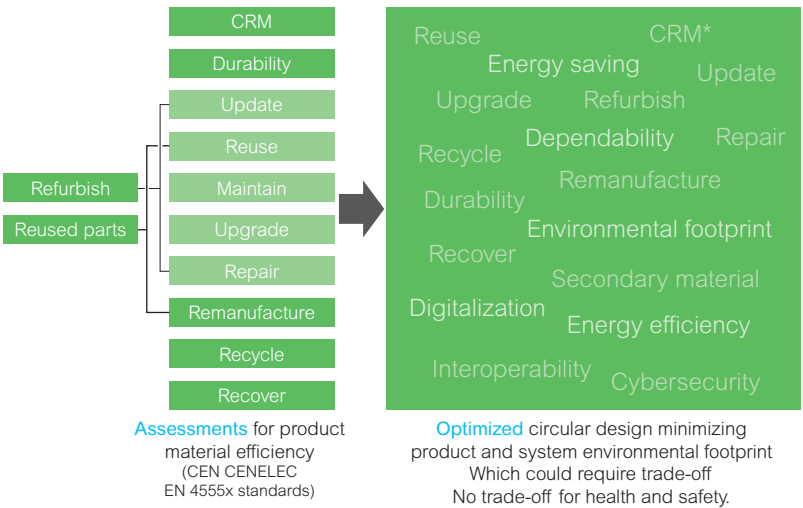 CRM
Durability
Update
Reuse
Maintain
Upgrade
Repair
Remanufacture
Recycle
Recover
Refurbish
Reused parts
Assessments for product
material efficiency
(CEN CENELEC
EN 4555x standards)
Reuse
CRM*
Energy saving
Update
Upgrade
Refurbish
Dependability
Repair
Recycle
Remanufacture
Durability
Environmental footprint
Recover
Secondary material
Digitalization
Energy efficiency
Interoperability
Cybersecurity
Optimized circular design minimizing
product and system environmental footprint
Which could require trade-off
No trade-off for health and safety.